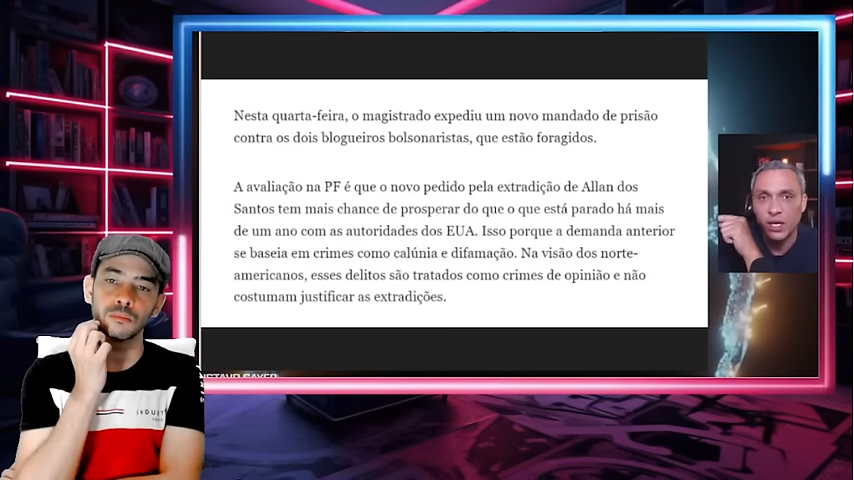 Nesta quarta-feira, o magistrado expediu um novo mandado de prisão
contra os dois blogueiros bolsonaristas, que estão foragidos.
A avaliação na PF é que o novo pedido pela extradição de Allan dos
Santos tem mais chance de prosperar do que o que está parado há mais
de um ano com as autoridades dos EUA. Isso porque a demanda anterior
se baseia em crimes como calúnia e difamação. Na visão dos norte-
americanos, esses delitos são tratados como crimes de opinião e não
costumam justificar as extradições.